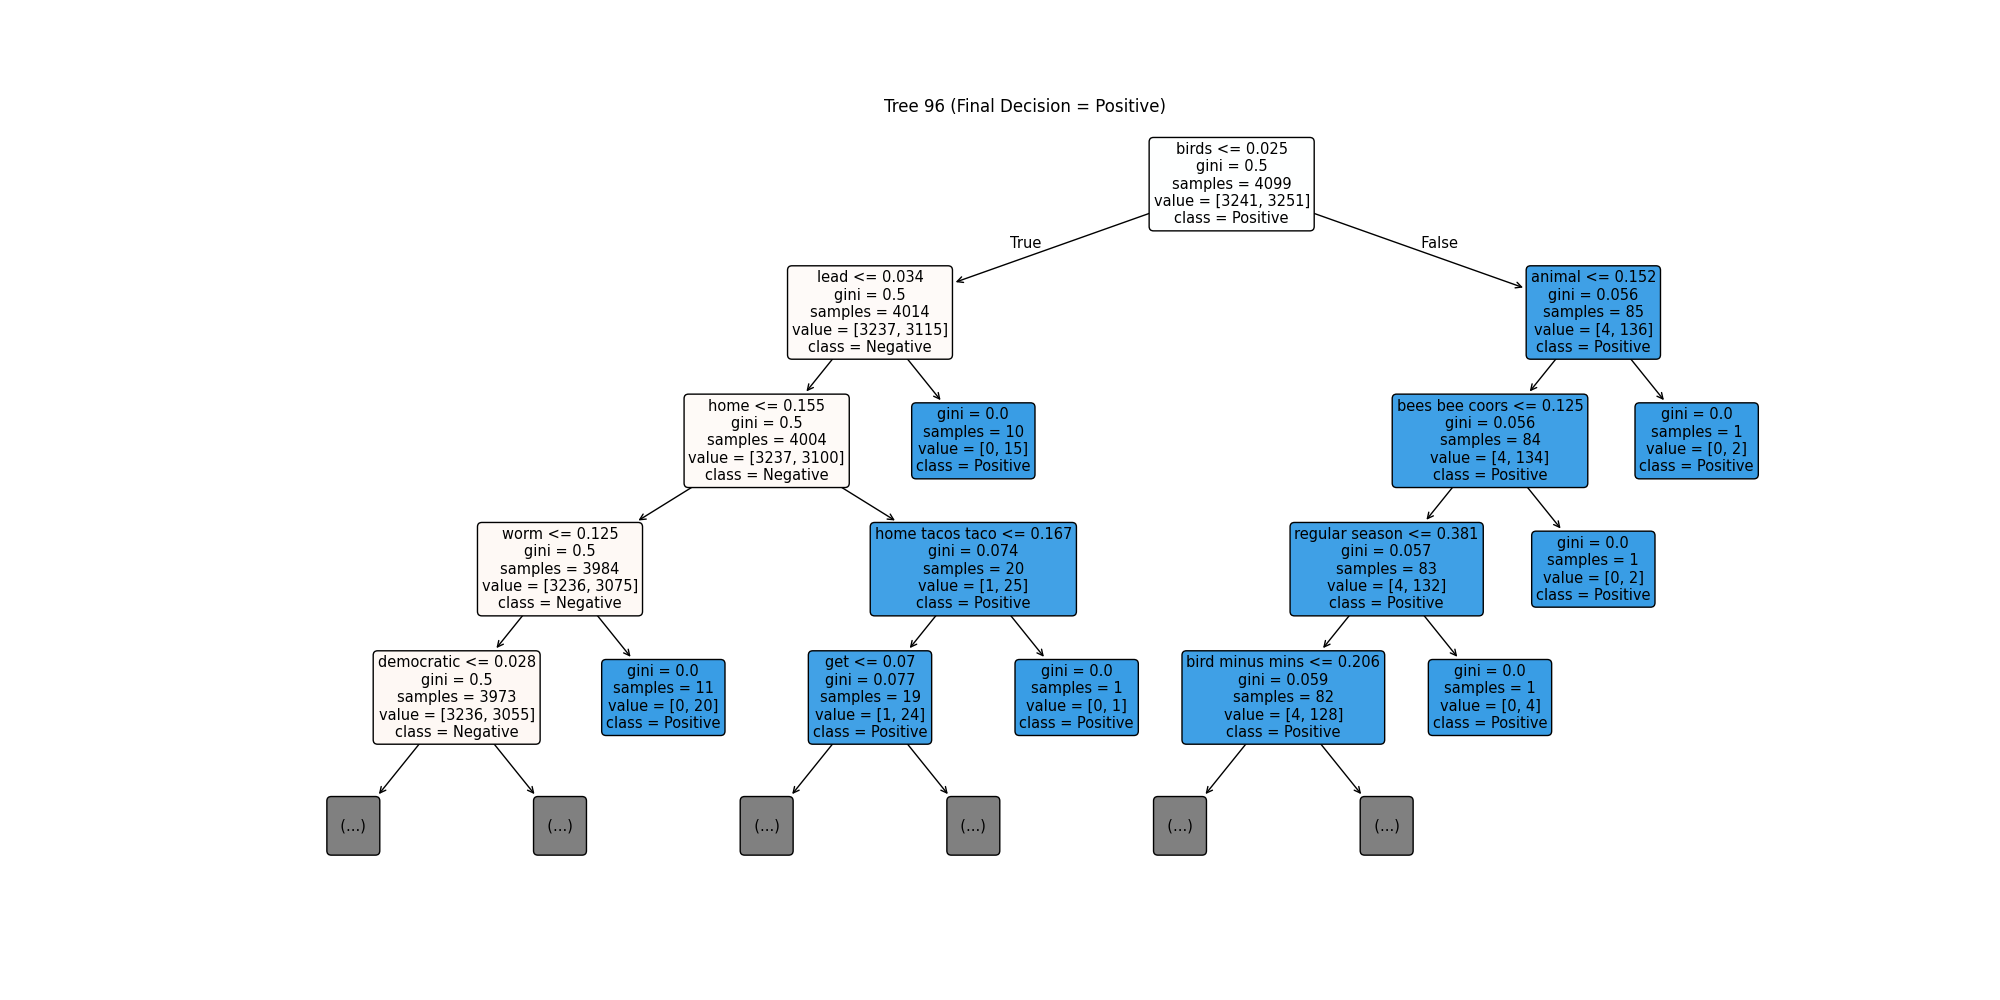 Tree 96 (Final Decision = Positive)
birds <= 0.025
gini = 0.5
samples = 4099
value = [3241, 3251]
class = Positive
True
False
lead <= 0.034
gini = 0.5
samples = 4014
value = [3237, 3115]
class = Negative
animal <= 0.152
gini = 0.056
samples = 85
value = [4, 136]
class = Positive
home <= 0.155
gini = 0.5
samples = 4004
value = [3237, 3100]
class = Negative
gini = 0.0
samples = 10
value = [0, 15]
class = Positive
bees bee coors <= 0.125
gini = 0.056
samples = 84
value = [4, 134]
class = Positive
gini = 0.0
samples = 1
value = [0, 2]
class = Positive
worm <= 0.125
gini = 0.5
samples = 3984
value = [3236, 3075]
class = Negative
home tacos taco <= 0.167
gini = 0.074
samples = 20
value = [1, 25]
class = Positive
regular season <= 0.381
gini = 0.057
samples = 83
value = [4, 132]
class = Positive
gini = 0.0
samples = 1
value = [0, 2]
class = Positive
democratic <= 0.028
gini = 0.5
samples = 3973
value = [3236, 3055]
class = Negative
gini = 0.0
samples = 11
value = [0, 20]
class = Positive
get <= 0.07
gini = 0.077
samples = 19
value = [1, 24]
class = Positive
gini = 0.0
samples = 1
value = [0, 1]
class = Positive
bird minus mins <= 0.206
gini = 0.059
samples = 82
value = [4, 128]
class = Positive
gini = 0.0
samples = 1
value = [0, 4]
class = Positive
(...)
(...)
(...)
(...)
(...)
(...)